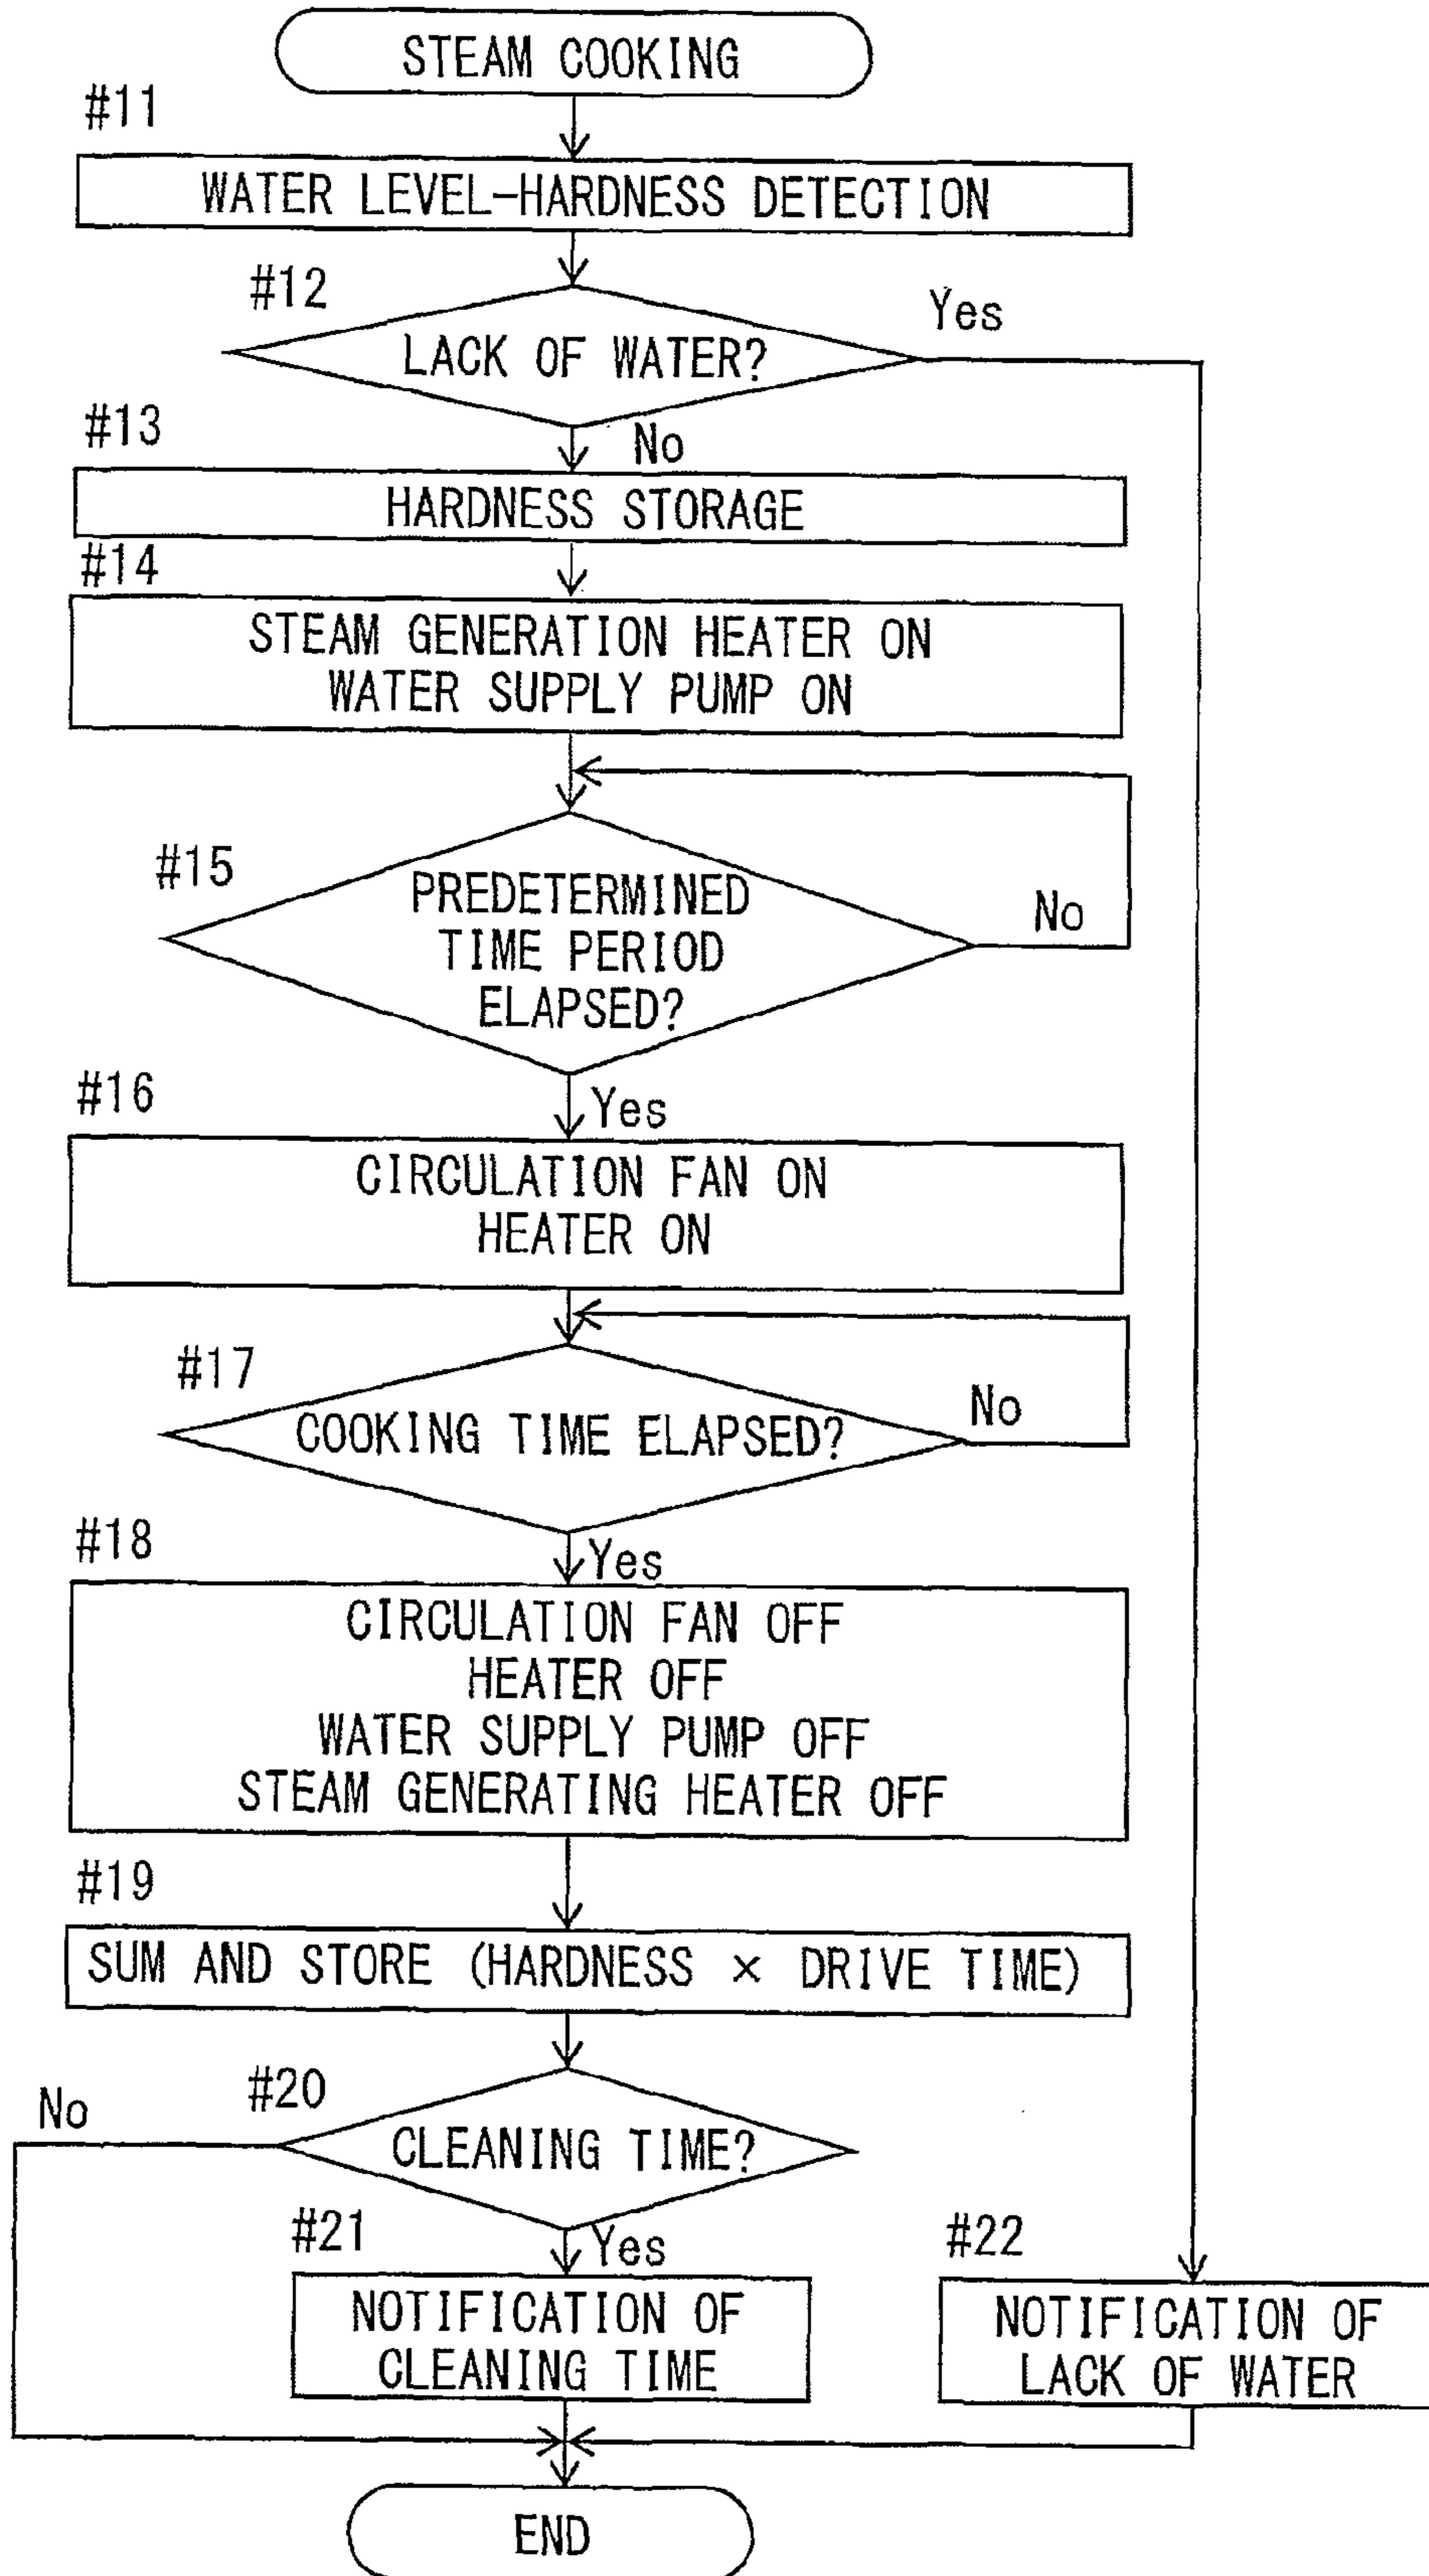 STEAM COOKING
#11
WATER LEVEL-HARDNESS DETECTION
#12
LACK OF WATER?
Yes
No
#13
HARDNESS STORAGE
#14
STEAM GENERATION HEATER ON
WATER SUPPLY PUMP ON
#15
PREDETERMINED
TIME PERIOD
ELAPSED?
No
Yes
#16
CIRCULATION FAN ON
HEATER ON
#17
COOKING TIME ELAPSED?
No
Yes
#18
CIRCULATION FAN OFF
HEATER OFF
WATER SUPPLY PUMP OFF
STEAM GENERATING HEATER OFF
#19
SUM AND STORE (HARDNESS × DRIVE TIME)
#20
No
CLEANING TIME?
Yes
#21
NOTIFICATION OF
CLEANING TIME
#22
NOTIFICATION OF
LACK OF WATER
END